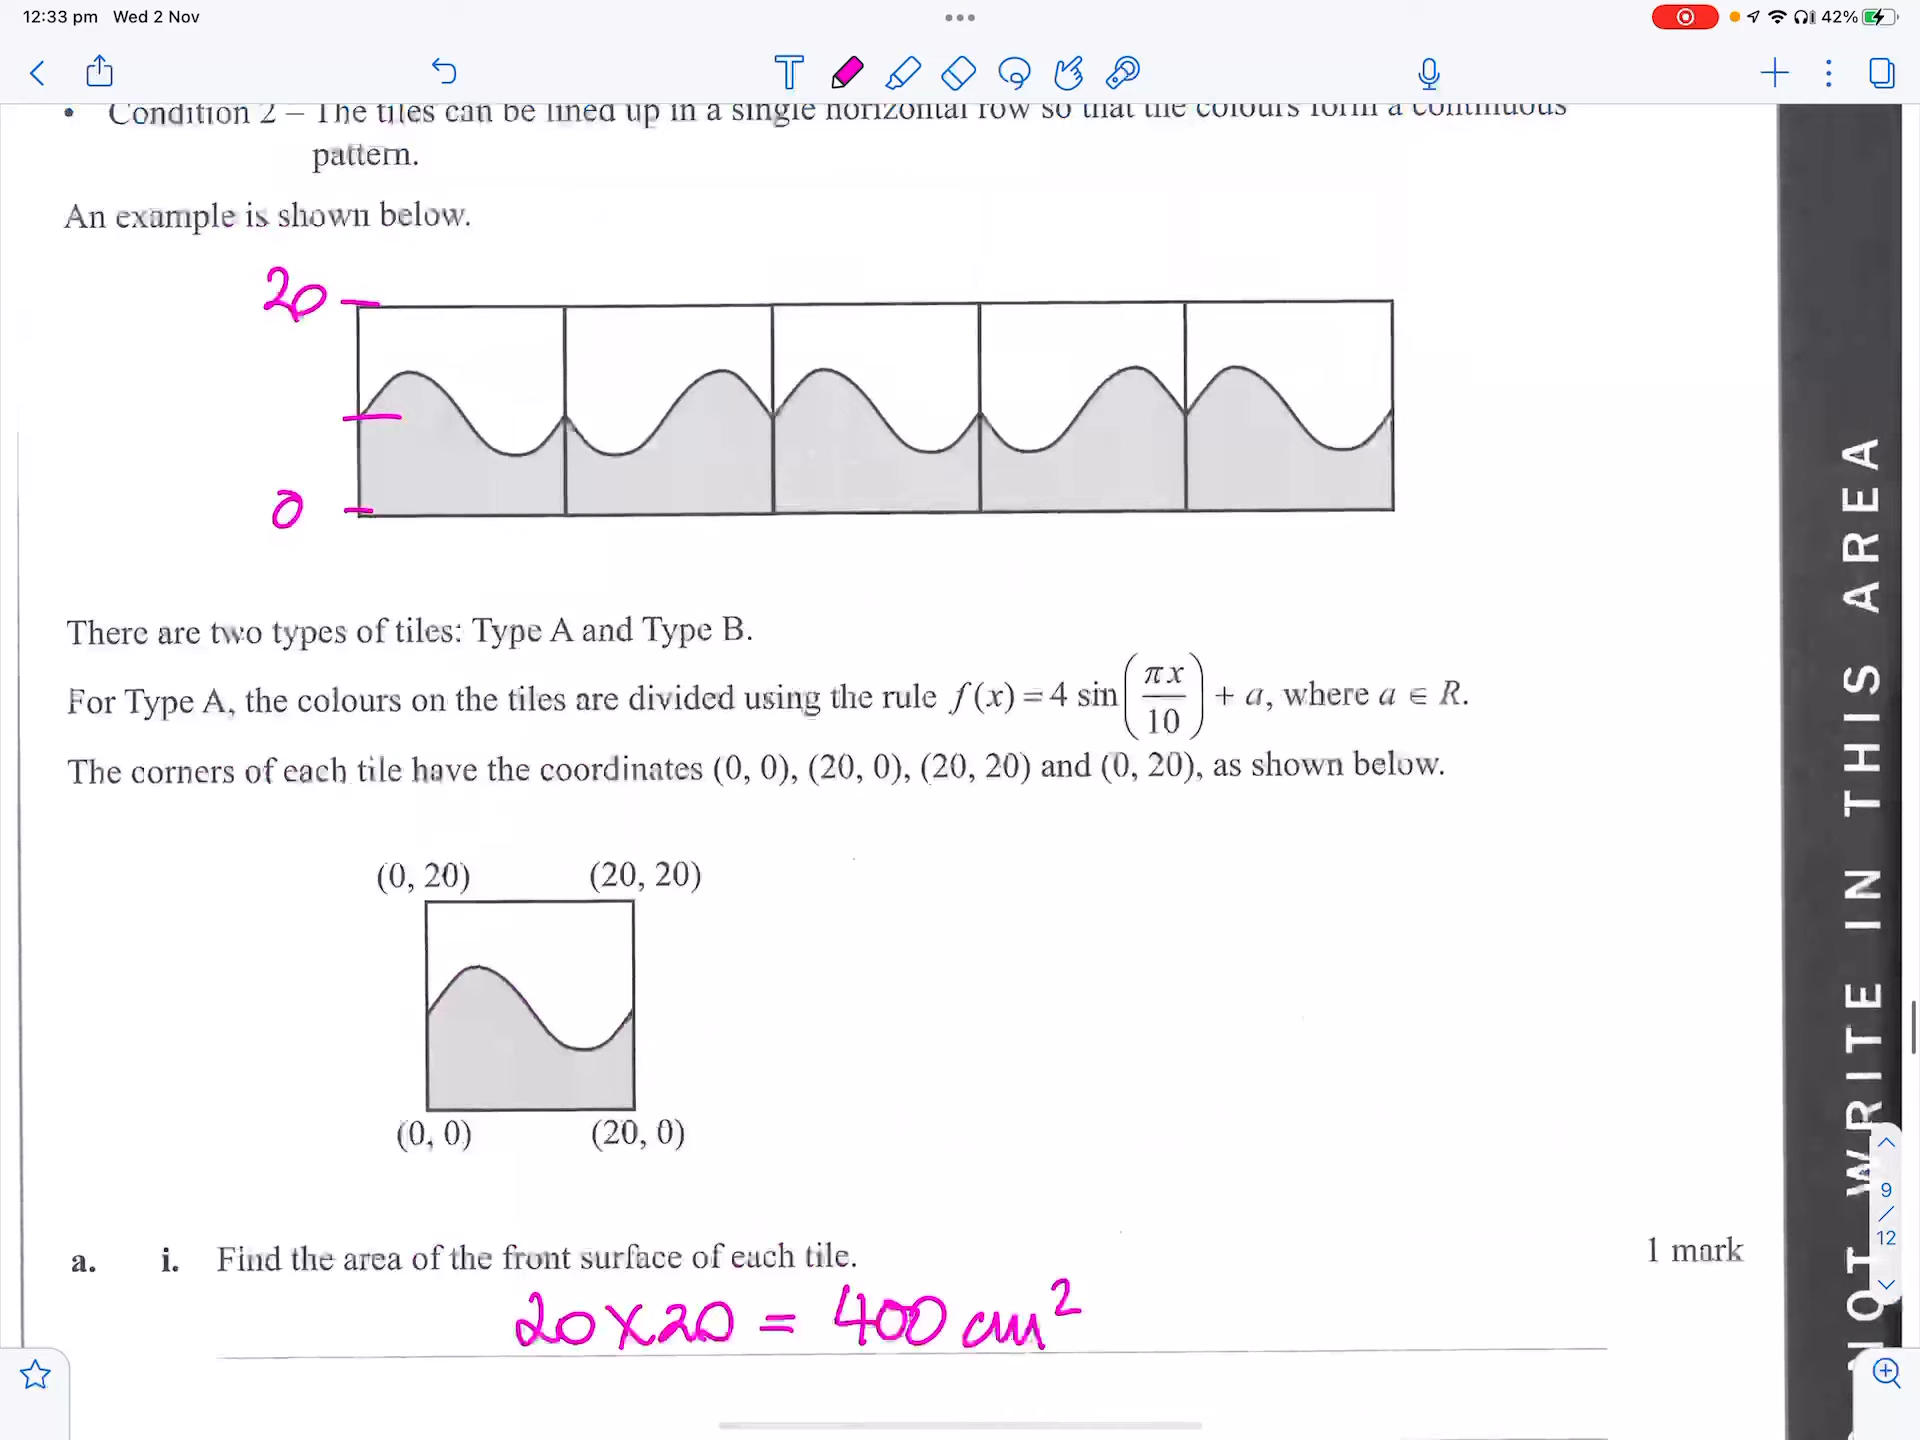 12:33 pm Wed 2 Nov
42%
• Condition 2 – The tiles can be lined up in a single horizontal row so that the colours form a continuous
pattern.
An example is shown below.
20
0
There are two types of tiles: Type A and Type B.
For Type A, the colours on the tiles are divided using the rule f(x) = 4 sin(πx/10) + a, where a ∈ R.
The corners of each tile have the coordinates (0, 0), (20, 0), (20, 20) and (0, 20), as shown below.
(0, 20) (20, 20)
(0, 0) (20, 0)
a. i. Find the area of the front surface of each tile. 1 mark
20 × 20 = 400 cm²
NOT WRITE IN THIS AREA
9
/
12